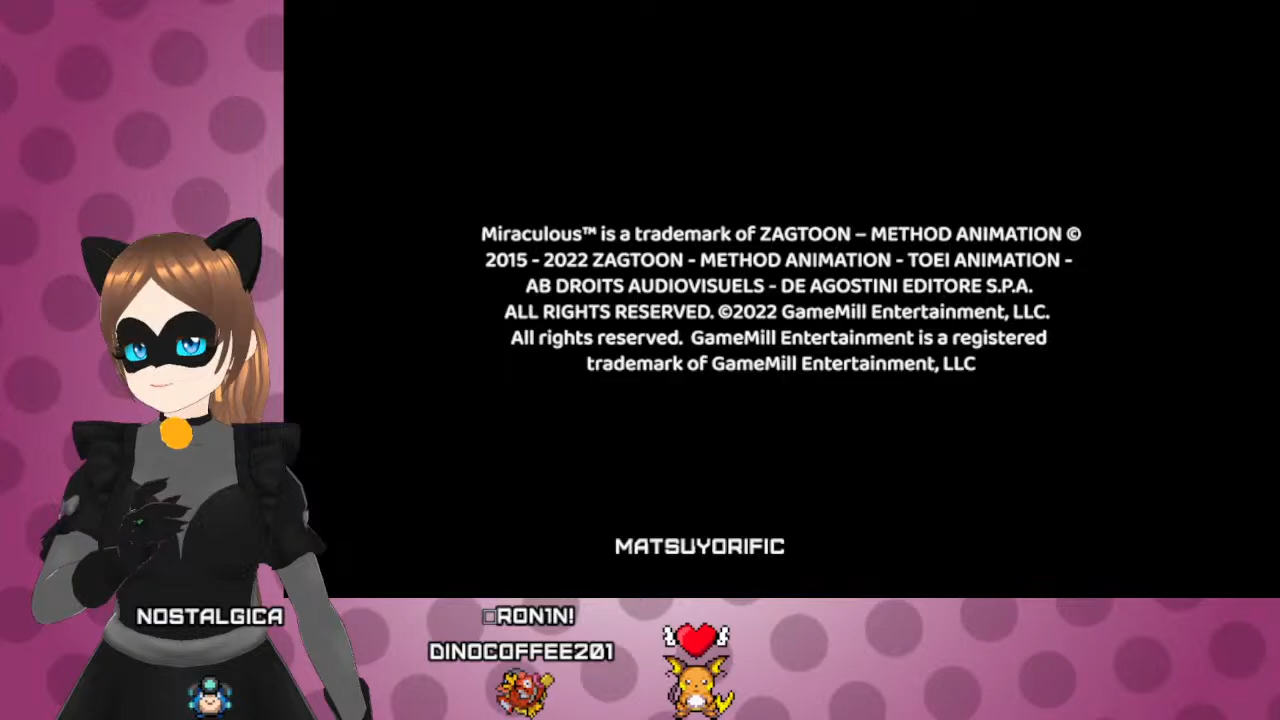 Miraculous™ is a trademark of ZAGTOON – METHOD ANIMATION ©
2015 - 2022 ZAGTOON - METHOD ANIMATION - TOEI ANIMATION -
AB DROITS AUDIOVISUELS - DE AGOSTINI EDITORE S.P.A.
ALL RIGHTS RESERVED. ©2022 GameMill Entertainment, LLC.
All rights reserved. GameMill Entertainment is a registered
trademark of GameMill Entertainment, LLC
MATSUYORIFIC
NOSTALGICA
□RON1N!
DINOCOFFEE201